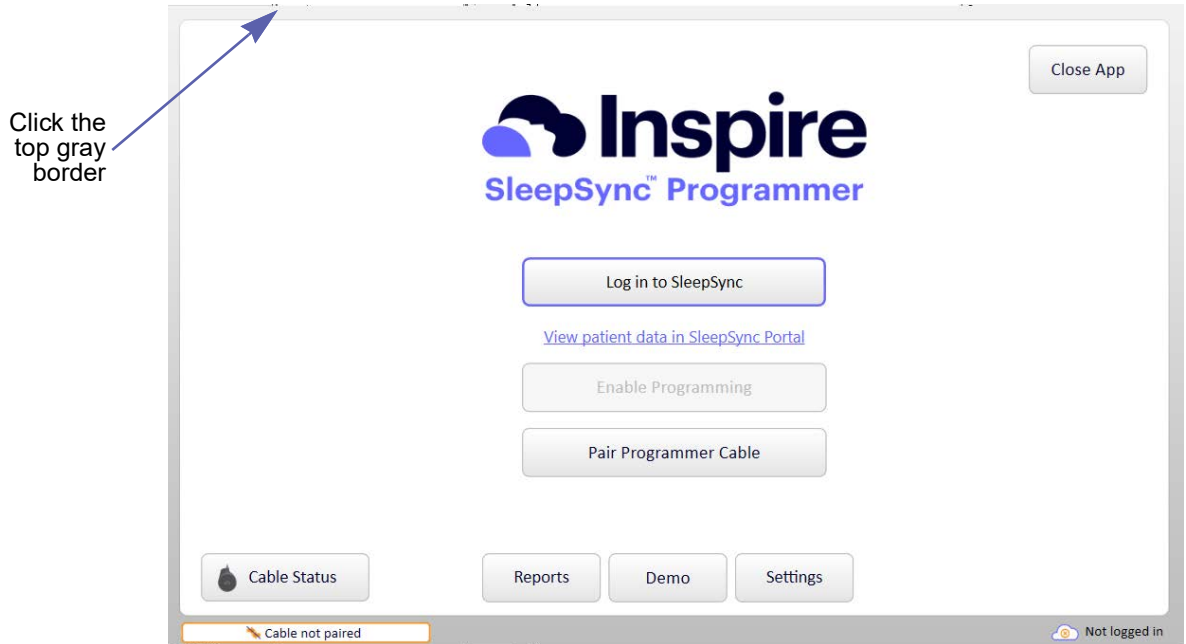 Close App
Click the
top gray
border
Inspire
SleepSync™ Programmer
Log in to SleepSync
View patient data in SleepSync Portal
Enable Programming
Pair Programmer Cable
Cable Status
Reports
Demo
Settings
Cable not paired
Not logged in